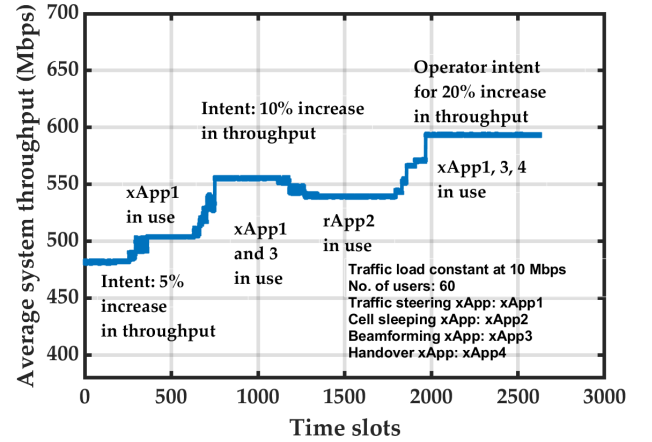 Average system throughput (Mbps)
700
650
600
550
500
450
400
Operator intent
for 20% increase
in throughput
Intent: 10% increase
in throughput
xApp1
in use
xApp1, 3, 4
in use
xApp1
and 3
in use
rApp2
in use
Intent: 5%
increase
in throughput
Traffic load constant at 10 Mbps
No. of users: 60
Traffic steering xApp: xApp1
Cell sleeping xApp: xApp2
Beamforming xApp: xApp3
Handover xApp: xApp4
0 500 1000 1500 2000 2500 3000
Time slots